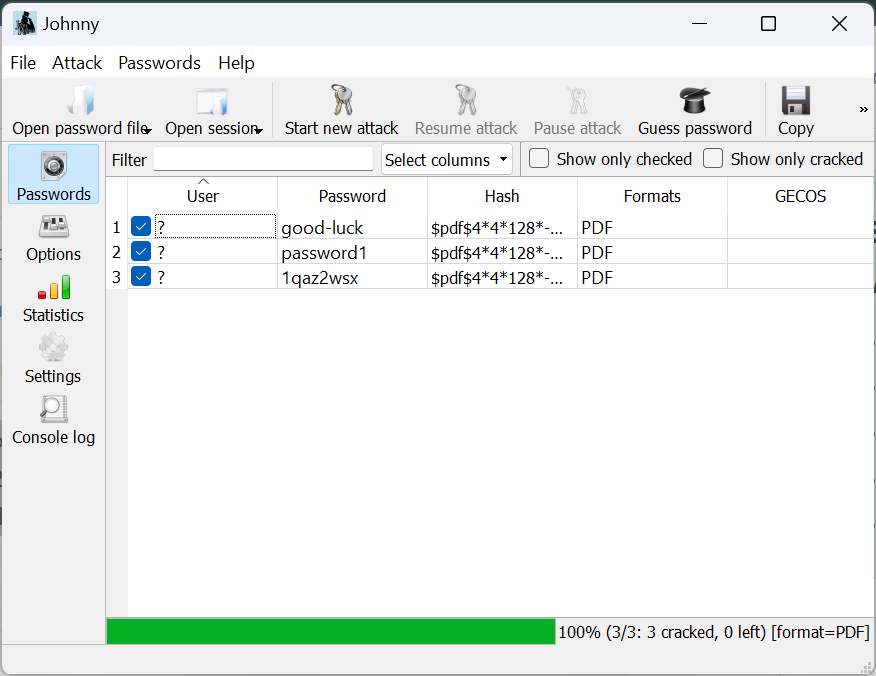 Johnny
File Attack Passwords Help
Open password file Open session Start new attack Resume attack Pause attack Guess password Copy »
Passwords
Options
Statistics
Settings
Console log
Filter Select columns Show only checked Show only cracked
User Password Hash Formats GECOS
1 ? good-luck $pdf$4*4*128*-... PDF
2 ? password1 $pdf$4*4*128*-... PDF
3 ? 1qaz2wsx $pdf$4*4*128*-... PDF
100% (3/3: 3 cracked, 0 left) [format=PDF]